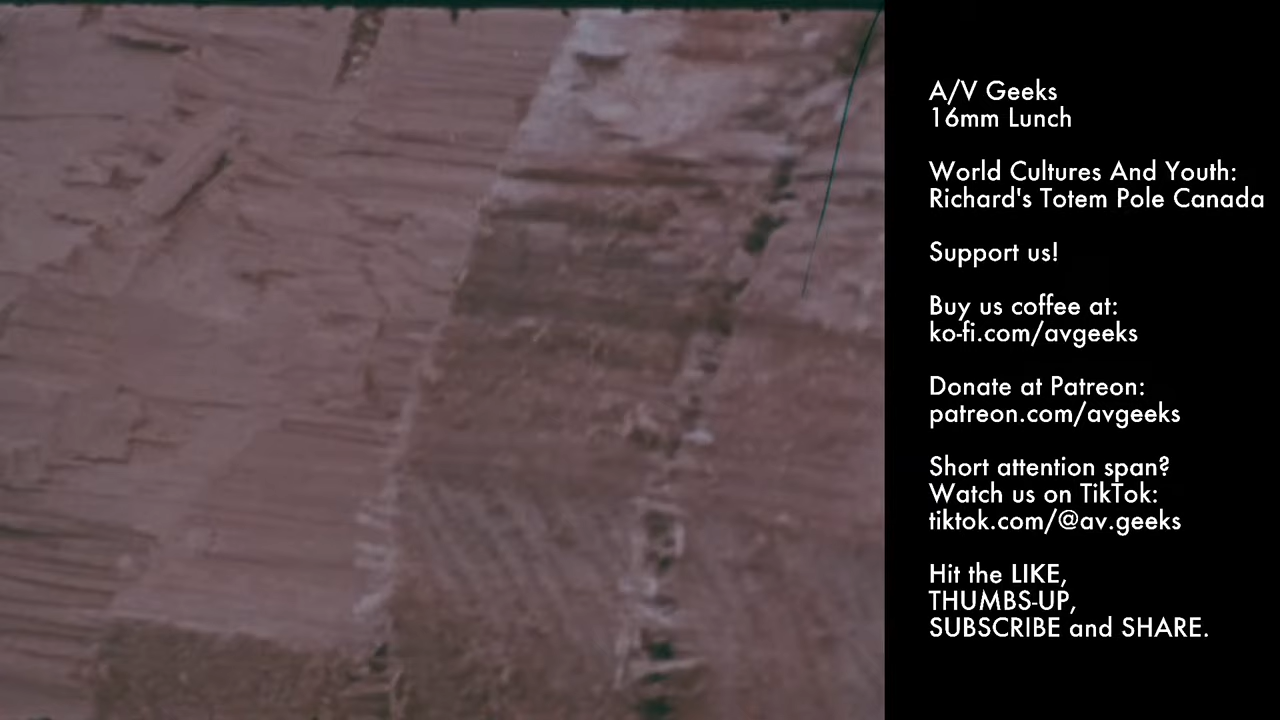 A/V Geeks
16mm Lunch
World Cultures And Youth:
Richard's Totem Pole Canada
Support us!
Buy us coffee at:
ko-fi.com/avgeeks
Donate at Patreon:
patreon.com/avgeeks
Short attention span?
Watch us on TikTok:
tiktok.com/@av.geeks
Hit the LIKE,
THUMBS-UP,
SUBSCRIBE and SHARE.